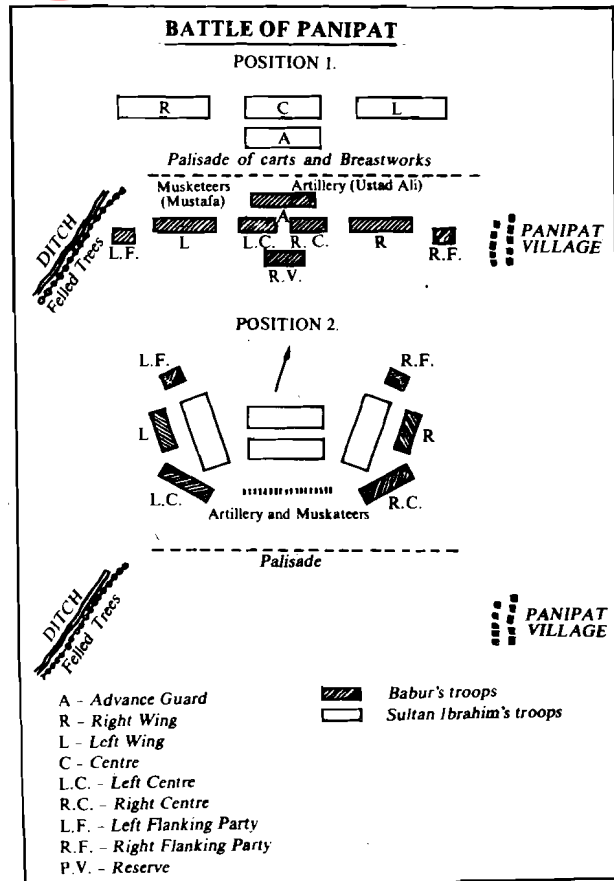 BATTLE OF PANIPAT
POSITION 1.
R C L
A
Palisade of carts and Breastworks
Musketeers Artillery (Ustad Ali)
(Mustafa)
A
DITCH
Felled Trees
L.F. L L.C. R.C. R R.F.
R.V.
PANIPAT
VILLAGE
POSITION 2.
L.F. R.F.
L R
L.C. R.C.
Artillery and Muskateers
Palisade
DITCH
Felled Trees
PANIPAT
VILLAGE
A - Advance Guard
R - Right Wing
L - Left Wing
C - Centre
L.C. - Left Centre
R.C. - Right Centre
L.F. - Left Flanking Party
R.F. - Right Flanking Party
P.V. - Reserve
Babur's troops
Sultan Ibrahim's troops